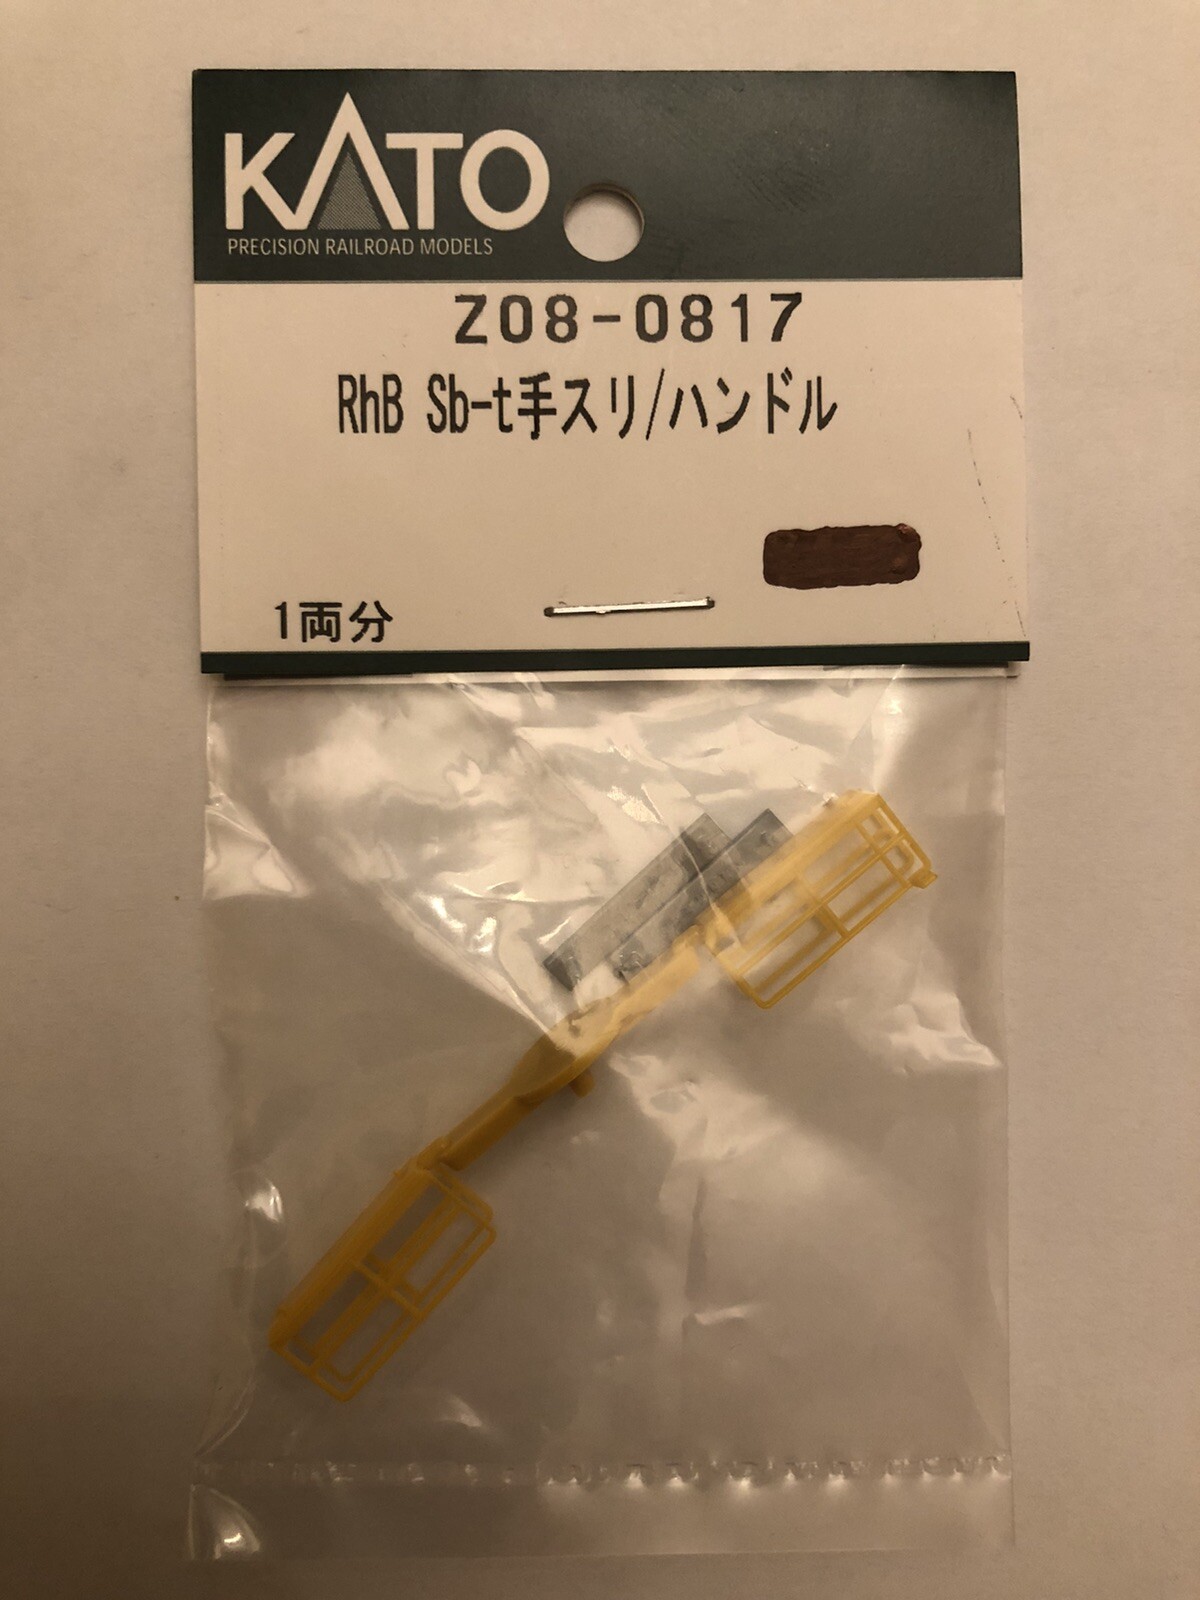 KATO
PRECISION RAILROAD MODELS
Z08-0817
RhB Sb-t手スリ/ハンドル
1両分